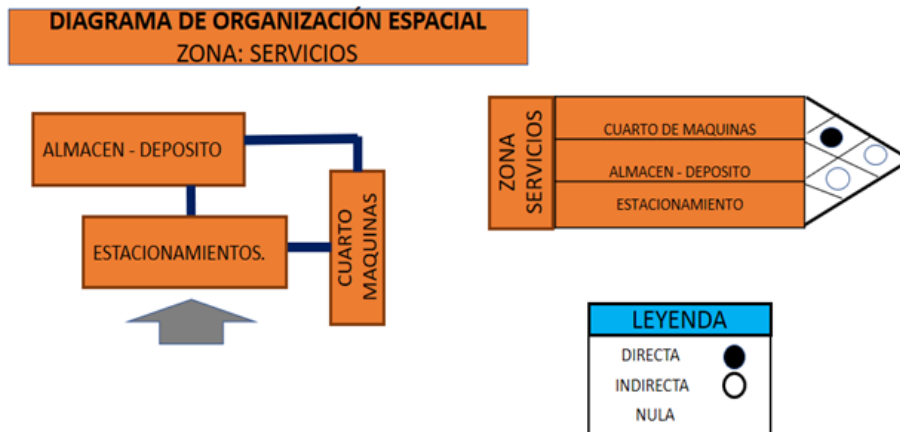 DIAGRAMA DE ORGANIZACIÓN ESPACIAL
ZONA: SERVICIOS
ALMACEN - DEPOSITO
ESTACIONAMIENTOS.
CUARTO
MAQUINAS
ZONA
SERVICIOS
CUARTO DE MAQUINAS
ALMACEN - DEPOSITO
ESTACIONAMIENTO
LEYENDA
DIRECTA
INDIRECTA
NULA